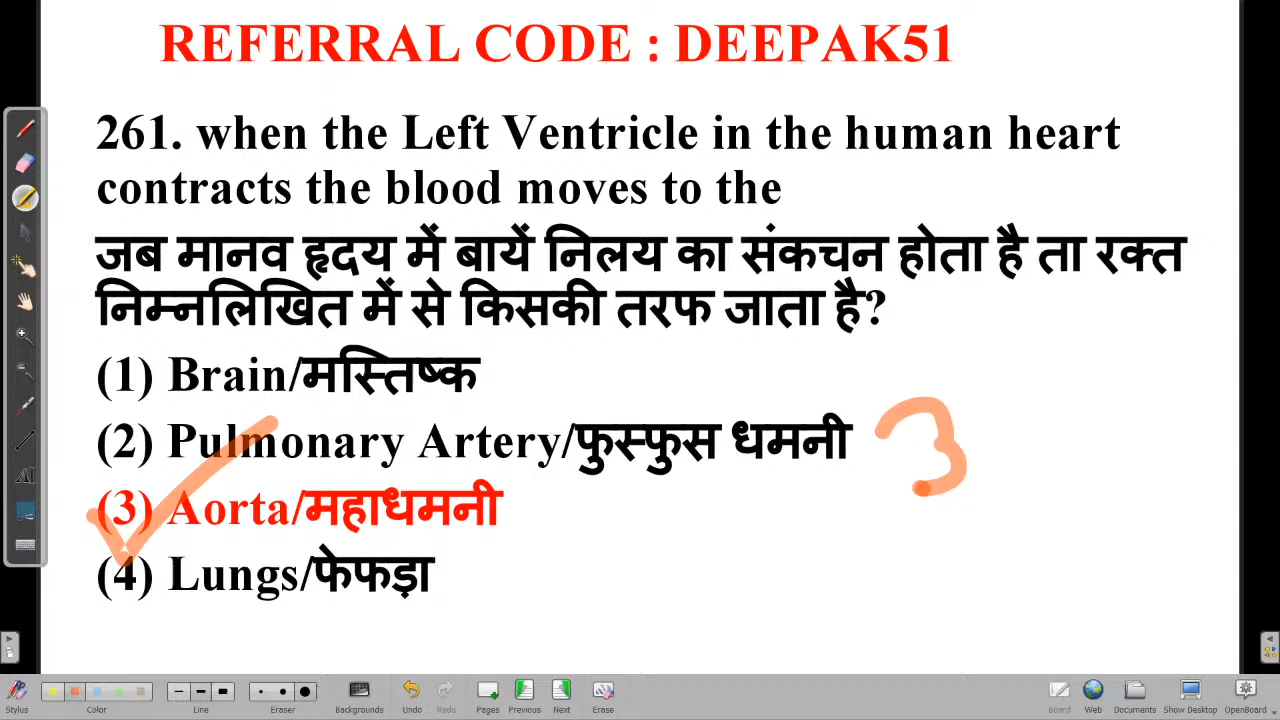 REFERRAL CODE : DEEPAK51
261. when the Left Ventricle in the human heart
contracts the blood moves to the
जब मानव हृदय में बायें निलय का संकचन होता है ता रक्त
निम्नलिखित में से किसकी तरफ जाता है?
(1) Brain/मस्तिष्क
(2) Pulmonary Artery/फुस्फुस धमनी
3
(3) Aorta/महाधमनी
(4) Lungs/फेफड़ा
Stylus Color Line Eraser Backgrounds Undo Redo Pages Previous Next Erase Board Web Documents Show Desktop OpenBoard